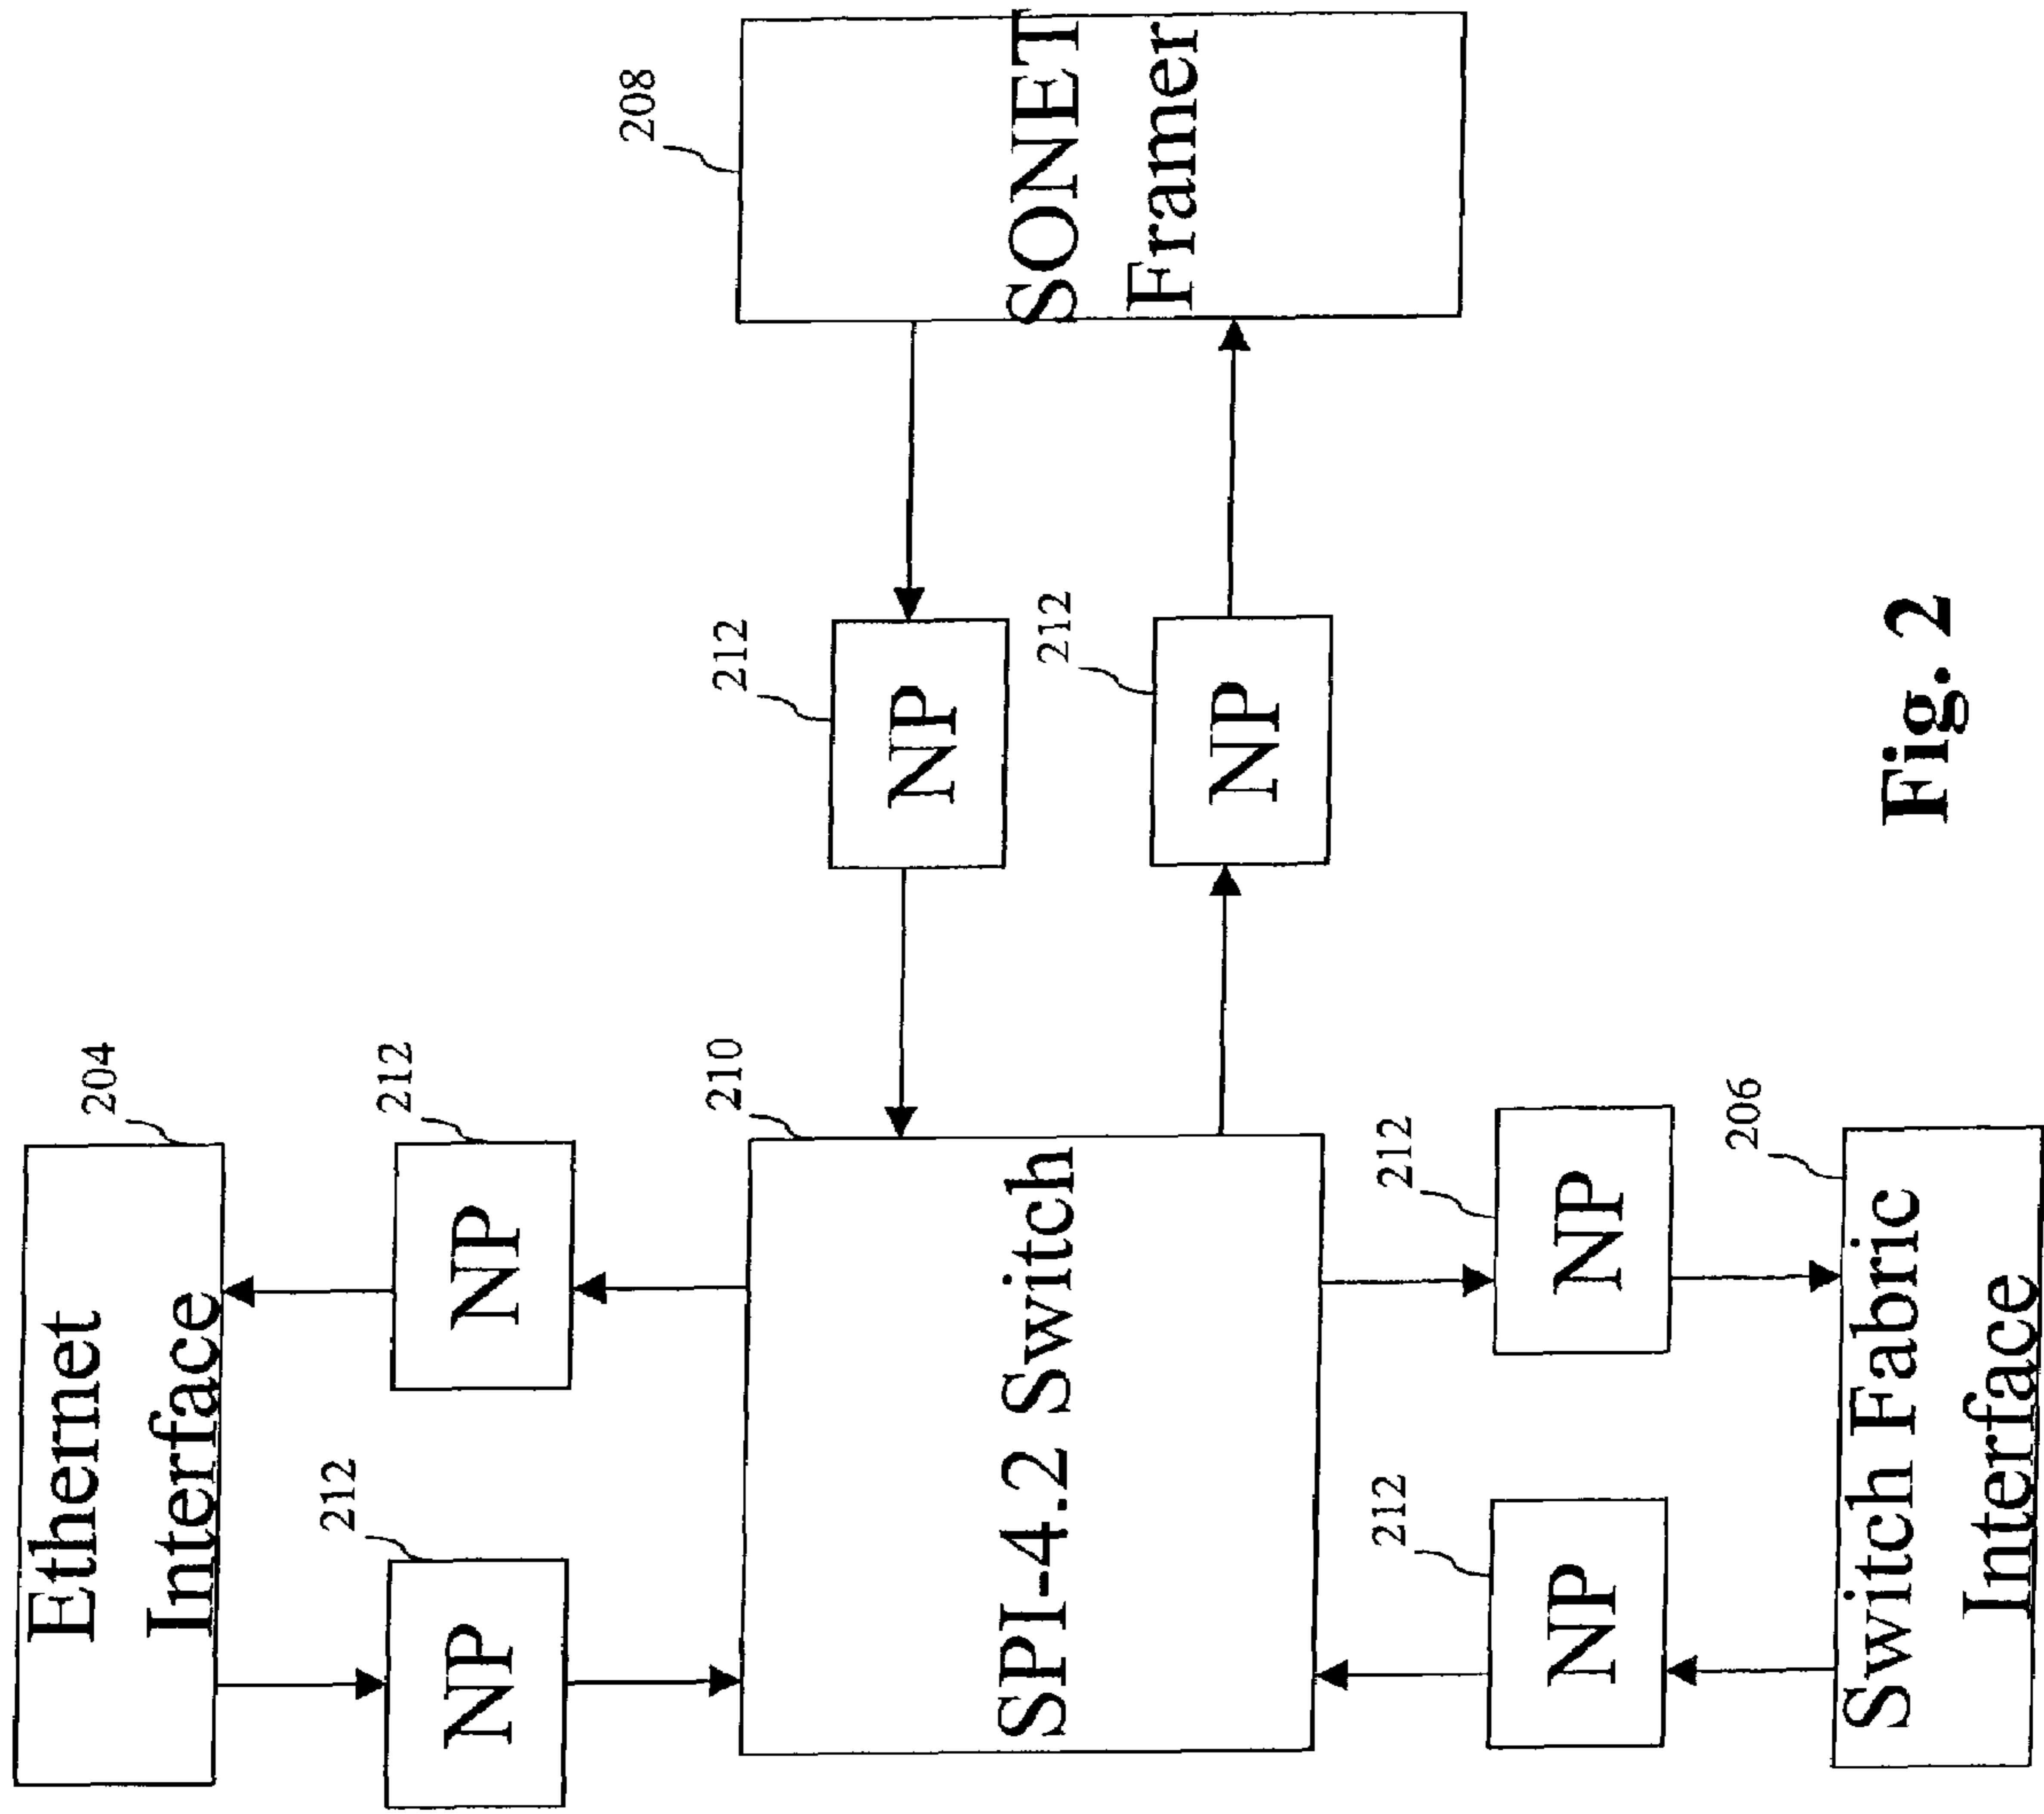 Ethernet
Interface
204
212
NP
212
NP
SPI-4.2 Switch
210
212
NP
212
NP
208
SONET
Framer
212
NP
212
NP
206
Switch Fabric
Interface
Fig. 2